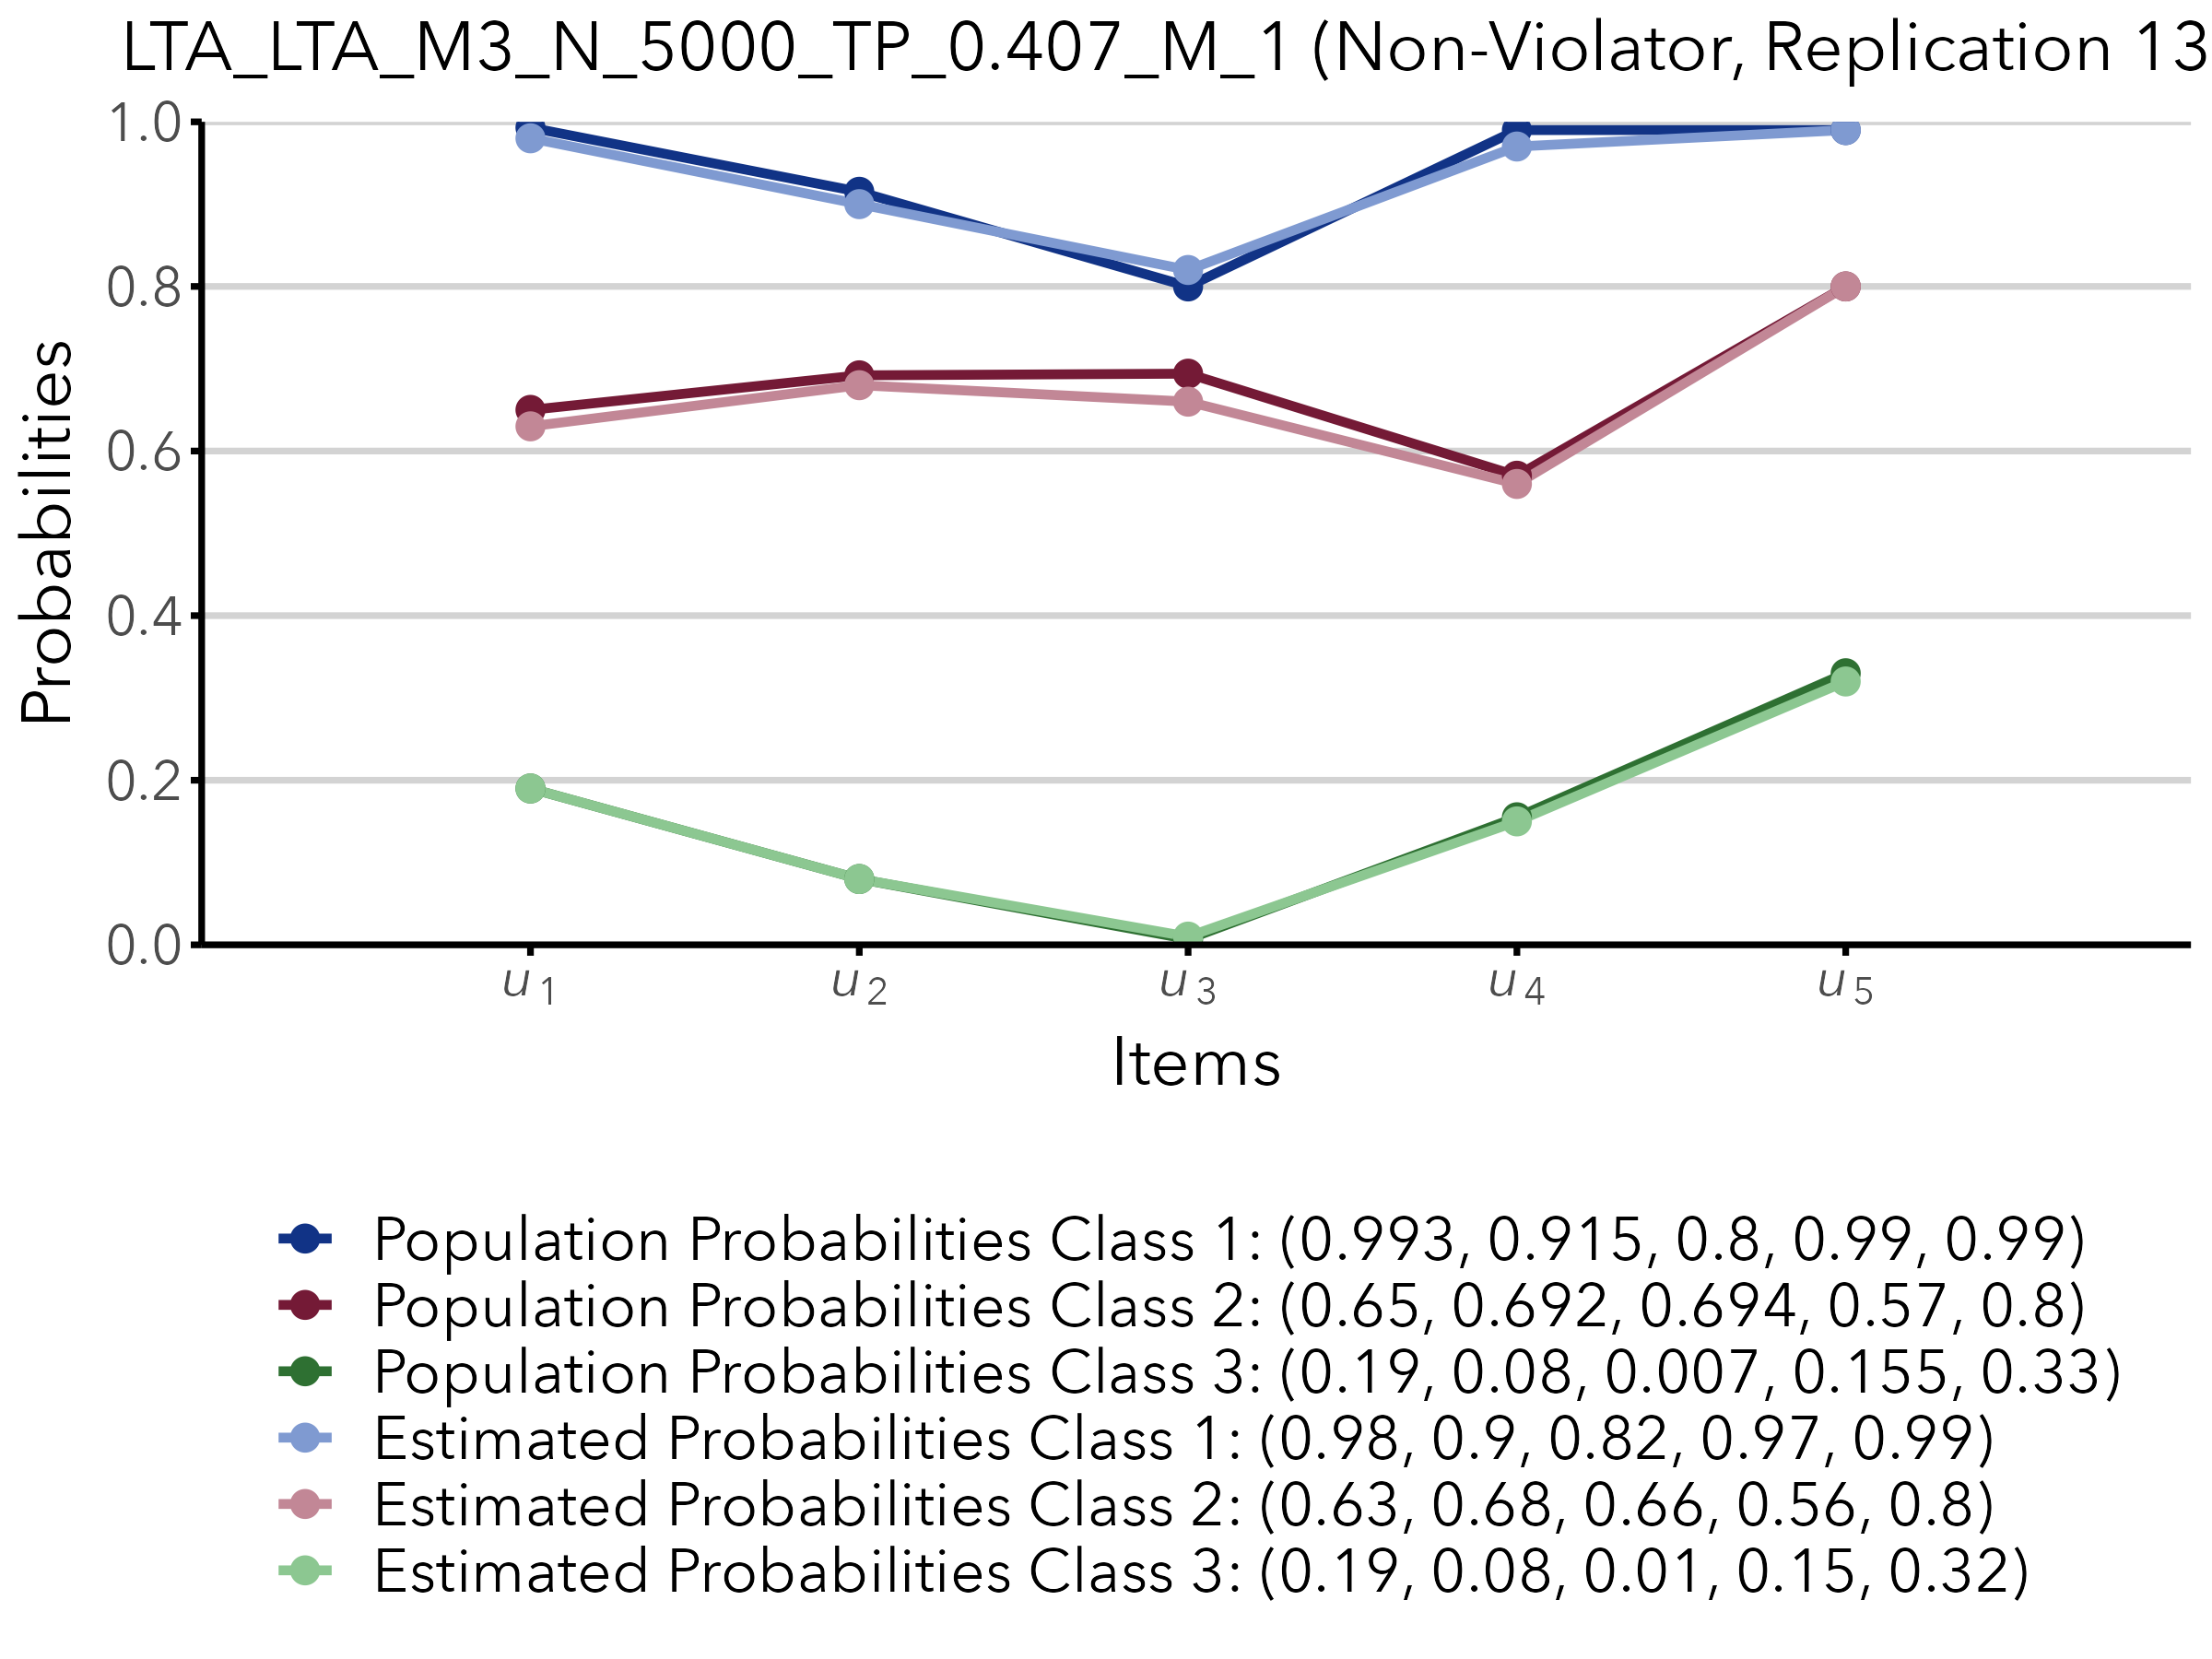 LTA_LTA_M3_N_5000_TP_0.407_M_1 (Non-Violator, Replication 13
1.0
0.8
0.6
0.4
0.2
0.0
Probabilities
u1 u2 u3 u4 u5
Items
Population Probabilities Class 1: (0.993, 0.915, 0.8, 0.99, 0.99)
Population Probabilities Class 2: (0.65, 0.692, 0.694, 0.57, 0.8)
Population Probabilities Class 3: (0.19, 0.08, 0.007, 0.155, 0.33)
Estimated Probabilities Class 1: (0.98, 0.9, 0.82, 0.97, 0.99)
Estimated Probabilities Class 2: (0.63, 0.68, 0.66, 0.56, 0.8)
Estimated Probabilities Class 3: (0.19, 0.08, 0.01, 0.15, 0.32)